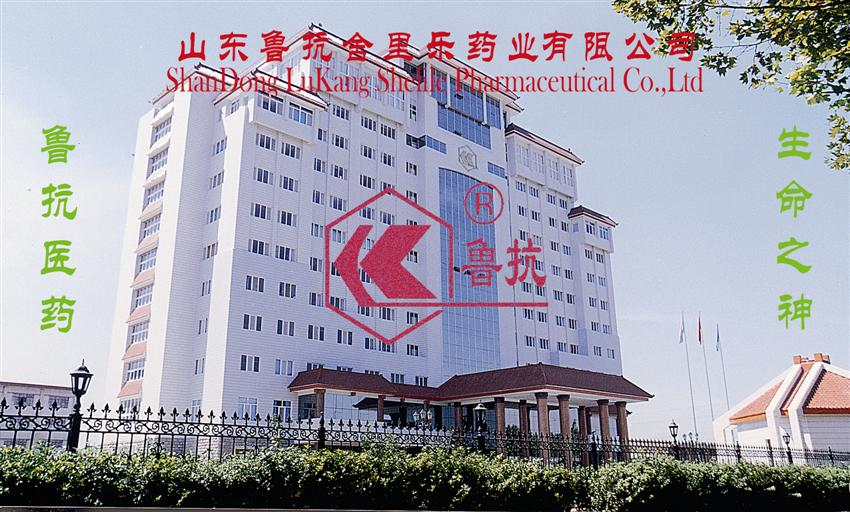 山东鲁抗舍里乐药业有限公司
ShanDong LuKang Shelile Pharmaceutical Co.,Ltd
鲁抗医药
生命之神
®
鲁抗